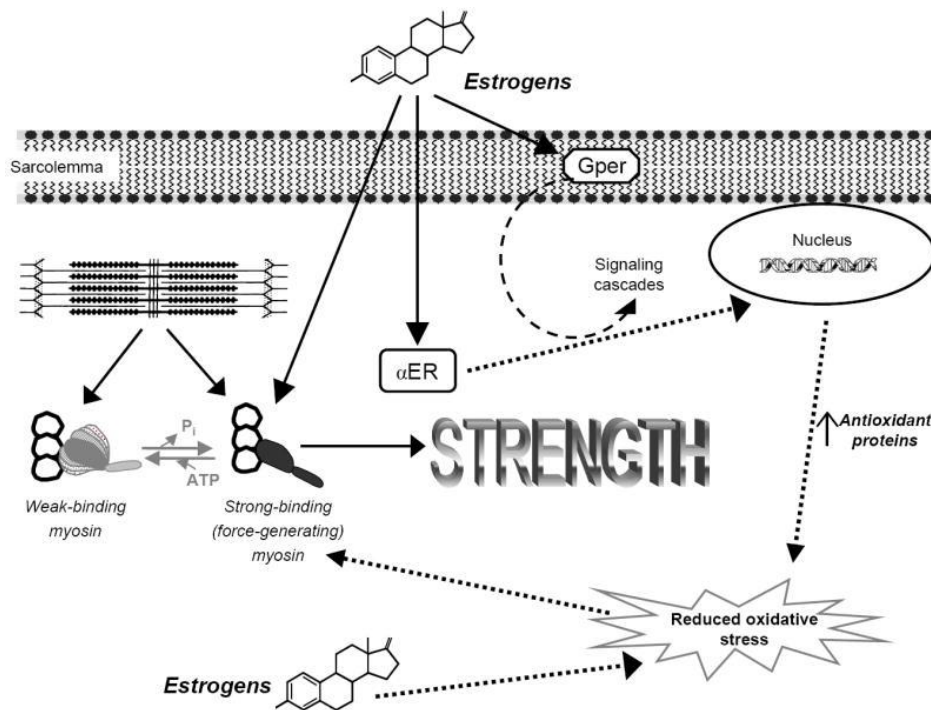 Estrogens
Sarcolemma
Gper
Nucleus
Signaling
cascades
αER
Antioxidant
proteins
Pi
ATP
STRENGTH
Weak-binding
myosin
Strong-binding
(force-generating)
myosin
Reduced oxidative
stress
Estrogens